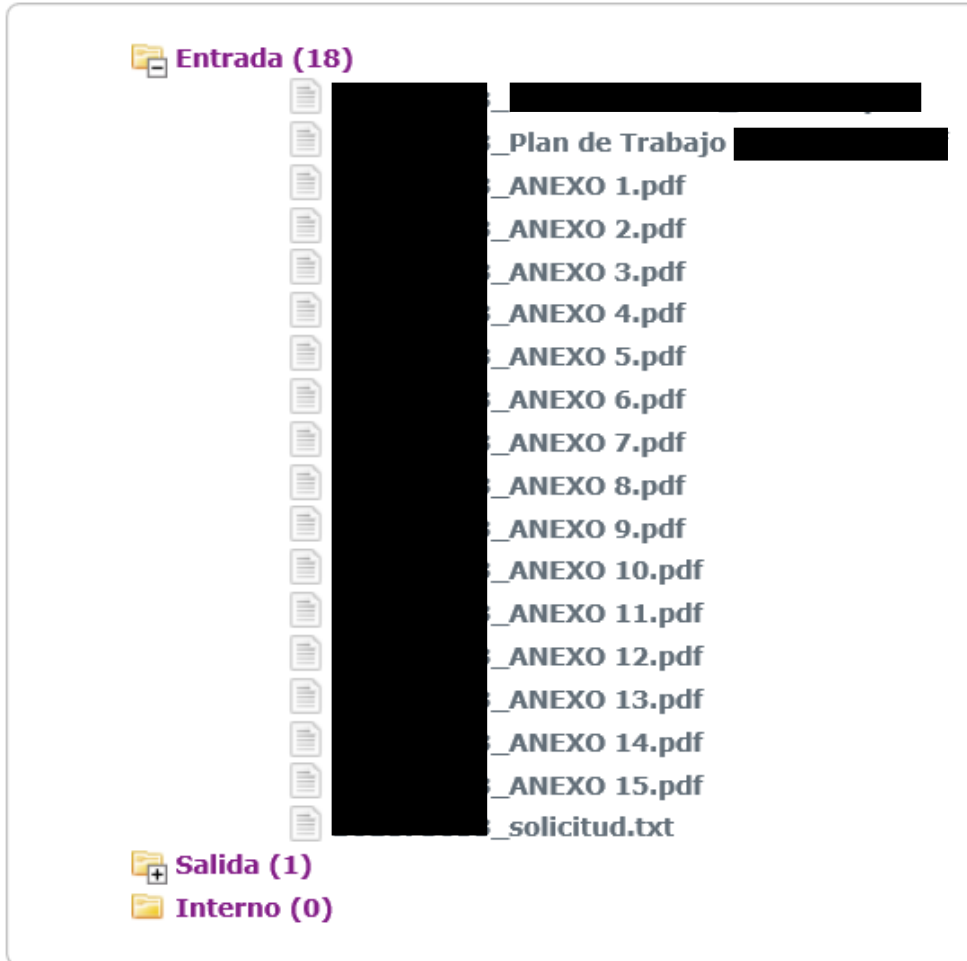 Entrada (18)
_Plan de Trabajo
_ANEXO 1.pdf
_ANEXO 2.pdf
_ANEXO 3.pdf
_ANEXO 4.pdf
_ANEXO 5.pdf
_ANEXO 6.pdf
_ANEXO 7.pdf
_ANEXO 8.pdf
_ANEXO 9.pdf
_ANEXO 10.pdf
_ANEXO 11.pdf
_ANEXO 12.pdf
_ANEXO 13.pdf
_ANEXO 14.pdf
_ANEXO 15.pdf
_solicitud.txt
Salida (1)
Interno (0)